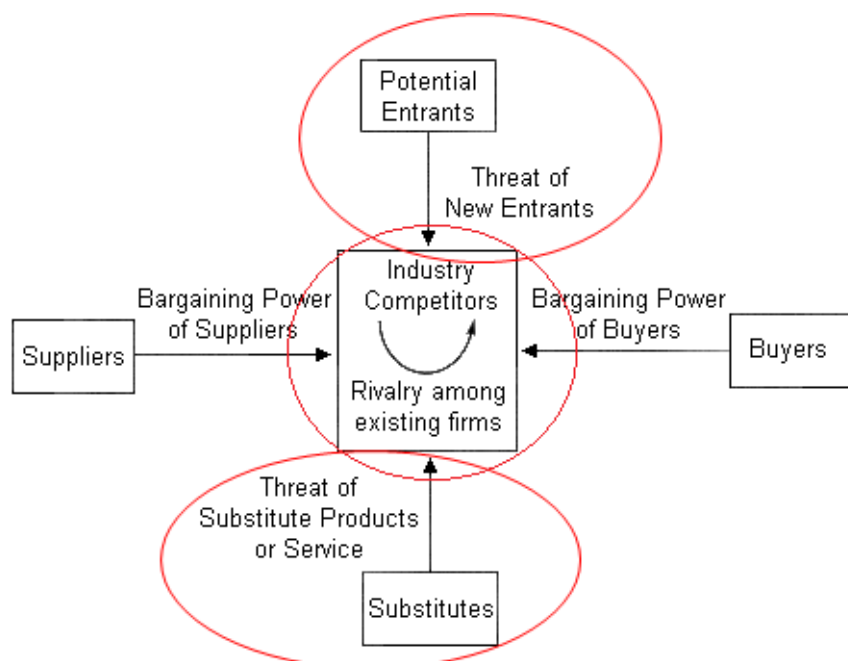 Potential
Entrants
Threat of
New Entrants
Industry
Competitors
Bargaining Power
of Suppliers
Bargaining Power
of Buyers
Suppliers
Buyers
Rivalry among
existing firms
Threat of
Substitute Products
or Service
Substitutes